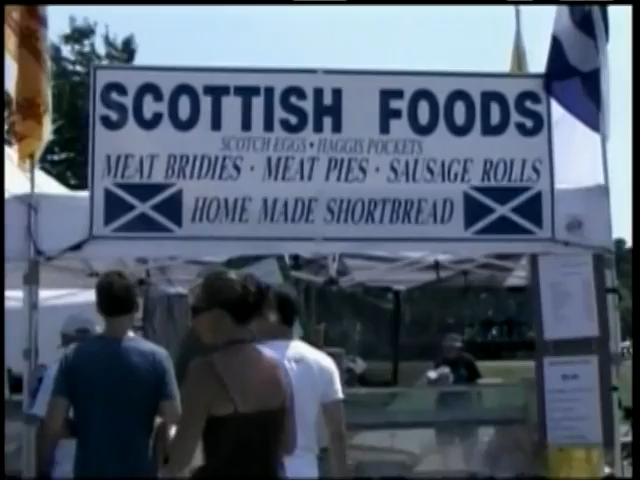 SCOTTISH FOODS
SCOTCH EGGS • HAGGIS POCKETS
MEAT BRIDIES · MEAT PIES · SAUSAGE ROLLS
HOME MADE SHORTBREAD